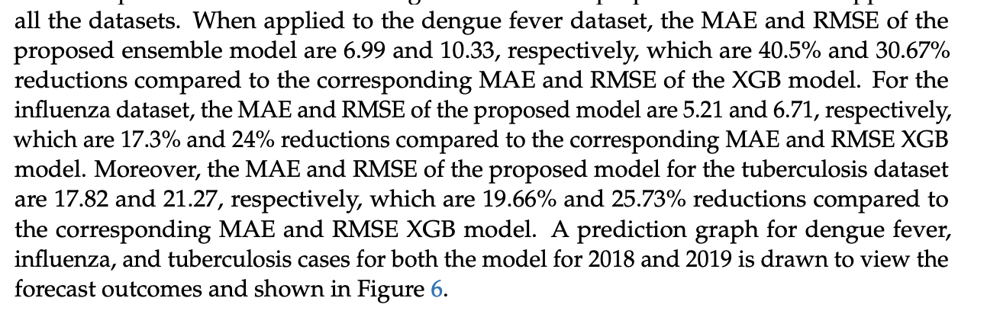 all the datasets. When applied to the dengue fever dataset, the MAE and RMSE of the
proposed ensemble model are 6.99 and 10.33, respectively, which are 40.5% and 30.67%
reductions compared to the corresponding MAE and RMSE of the XGB model. For the
influenza dataset, the MAE and RMSE of the proposed model are 5.21 and 6.71, respectively,
which are 17.3% and 24% reductions compared to the corresponding MAE and RMSE XGB
model. Moreover, the MAE and RMSE of the proposed model for the tuberculosis dataset
are 17.82 and 21.27, respectively, which are 19.66% and 25.73% reductions compared to
the corresponding MAE and RMSE XGB model. A prediction graph for dengue fever,
influenza, and tuberculosis cases for both the model for 2018 and 2019 is drawn to view the
forecast outcomes and shown in Figure 6.